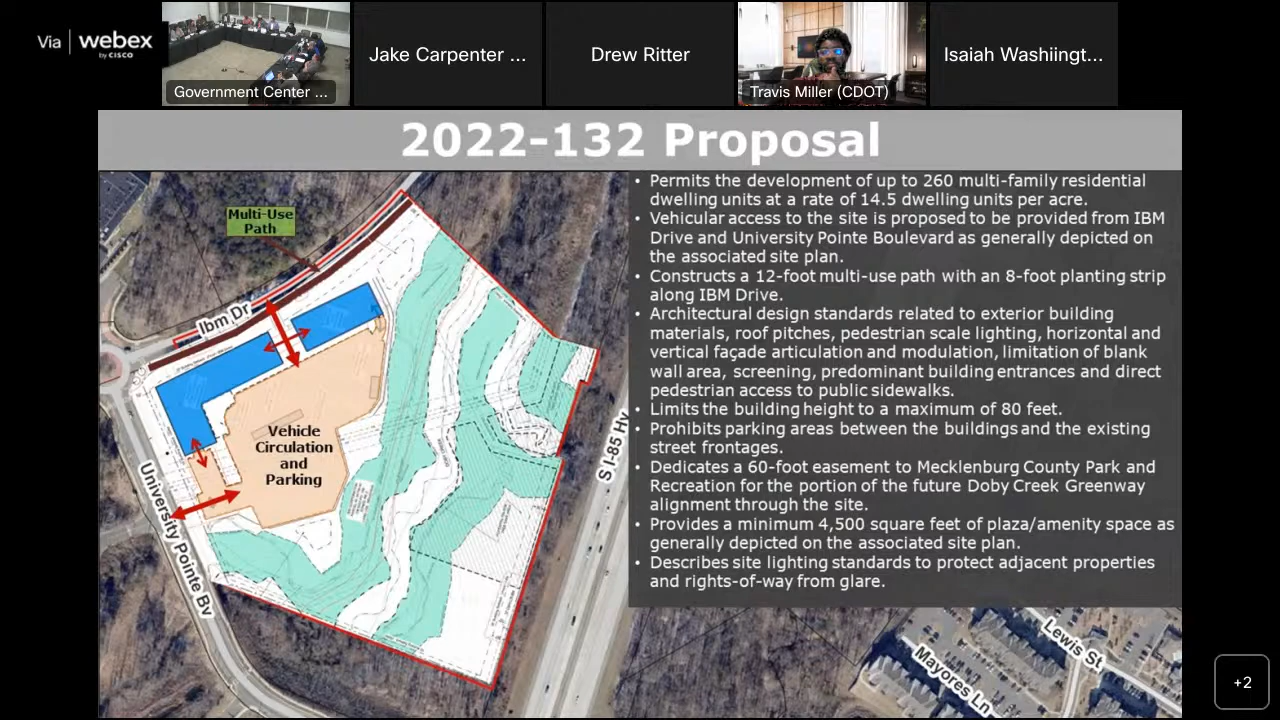 Via | webex
by CISCO
Government Center ...
Jake Carpenter ...
Drew Ritter
Travis Miller (CDOT)
Isaiah Washiingt...
2022-132 Proposal
Multi-Use
Path
Ibm Dr
Vehicle
Circulation
and
Parking
University Pointe Bv
S I-85 Hy
• Permits the development of up to 260 multi-family residential
dwelling units at a rate of 14.5 dwelling units per acre.
• Vehicular access to the site is proposed to be provided from IBM
Drive and University Pointe Boulevard as generally depicted on
the associated site plan.
• Constructs a 12-foot multi-use path with an 8-foot planting strip
along IBM Drive.
• Architectural design standards related to exterior building
materials, roof pitches, pedestrian scale lighting, horizontal and
vertical façade articulation and modulation, limitation of blank
wall area, screening, predominant building entrances and direct
pedestrian access to public sidewalks.
• Limits the building height to a maximum of 80 feet.
• Prohibits parking areas between the buildings and the existing
street frontages.
• Dedicates a 60-foot easement to Mecklenburg County Park and
Recreation for the portion of the future Doby Creek Greenway
alignment through the site.
• Provides a minimum 4,500 square feet of plaza/amenity space as
generally depicted on the associated site plan.
• Describes site lighting standards to protect adjacent properties
and rights-of-way from glare.
Lewis St
Mayores Ln
+2